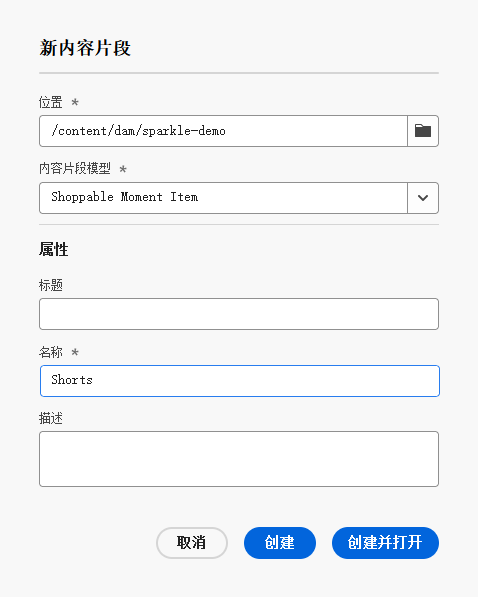 新内容片段
位置 *
/content/dam/sparkle-demo
内容片段模型 *
Shoppable Moment Item
属性
标题
名称 *
Shorts
描述
取消 创建 创建并打开